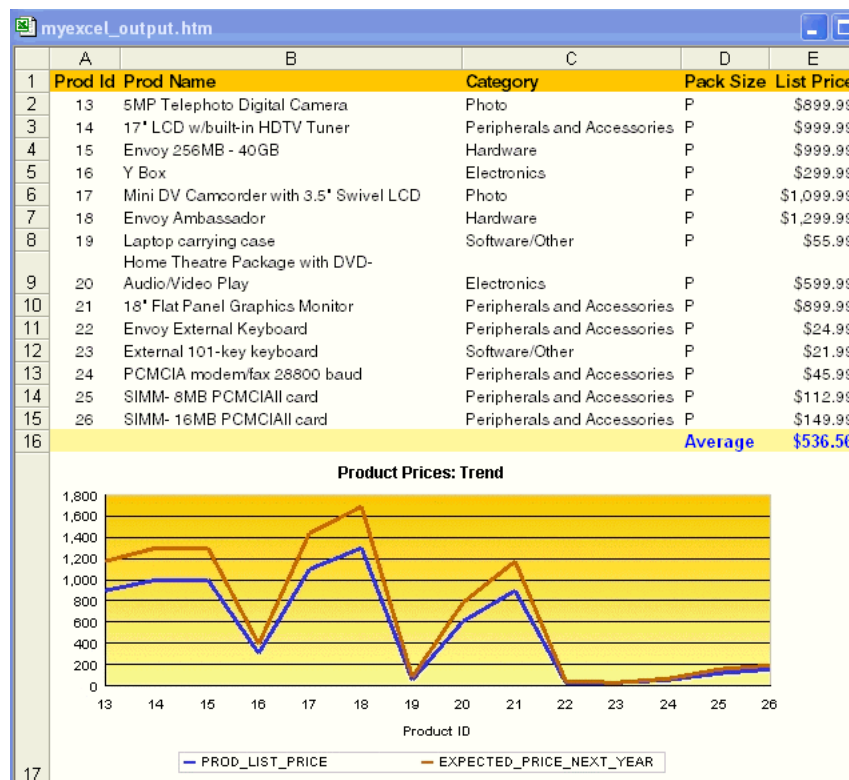 myexcel_output.htm
A B C D E
1 Prod Id Prod Name Category Pack Size List Price
2 13 5MP Telephoto Digital Camera Photo P $899.99
3 14 17" LCD w/built-in HDTV Tuner Peripherals and Accessories P $999.99
4 15 Envoy 256MB - 40GB Hardware P $999.99
5 16 Y Box Electronics P $299.99
6 17 Mini DV Camcorder with 3.5" Swivel LCD Photo P $1,099.99
7 18 Envoy Ambassador Hardware P $1,299.99
8 19 Laptop carrying case Software/Other P $55.99
Home Theatre Package with DVD-
9 20 Audio/Video Play Electronics P $599.99
10 21 18" Flat Panel Graphics Monitor Peripherals and Accessories P $899.99
11 22 Envoy External Keyboard Peripherals and Accessories P $24.99
12 23 External 101-key keyboard Software/Other P $21.99
13 24 PCMCIA modem/fax 28800 baud Peripherals and Accessories P $45.99
14 25 SIMM- 8MB PCMCIAII card Peripherals and Accessories P $112.99
15 26 SIMM- 16MB PCMCIAII card Peripherals and Accessories P $149.99
16 Average $536.56
Product Prices: Trend
1,800
1,600
1,400
1,200
1,000
800
600
400
200
0
13 14 15 16 17 18 19 20 21 22 23 24 25 26
Product ID
PROD_LIST_PRICE EXPECTED_PRICE_NEXT_YEAR
17